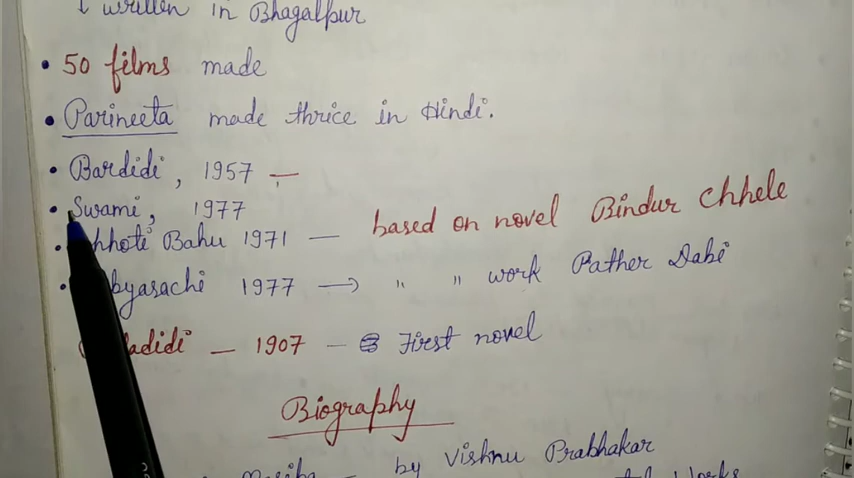 written in Bhagalpur
• 50 films made
• Parineeta made thrice in Hindi.
• Bardidi, 1957 —
• Swami, 1977
• hhoti Bahu 1971 — based on novel Bindur Chhele
• byasachi 1977 → " " work Pather Dabi
adidi — 1907 — First novel
Biography
— by Vishnu Prabhakar